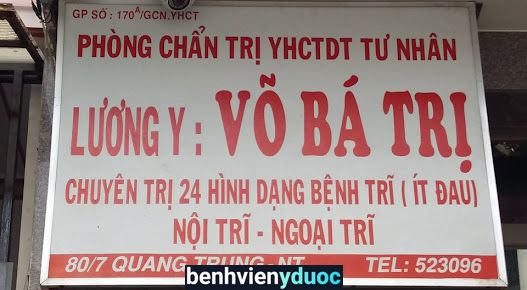 GP SỐ : 170A/GCN.YHCT
PHÒNG CHẨN TRỊ YHCTDT TƯ NHÂN
LƯƠNG Y : VÕ BÁ TRỊ
CHUYÊN TRỊ 24 HÌNH DẠNG BỆNH TRĨ ( ÍT ĐAU)
NỘI TRĨ - NGOẠI TRĨ
80/7 QUANG TRUNG -NT TEL: 523096
benhvienyduoc